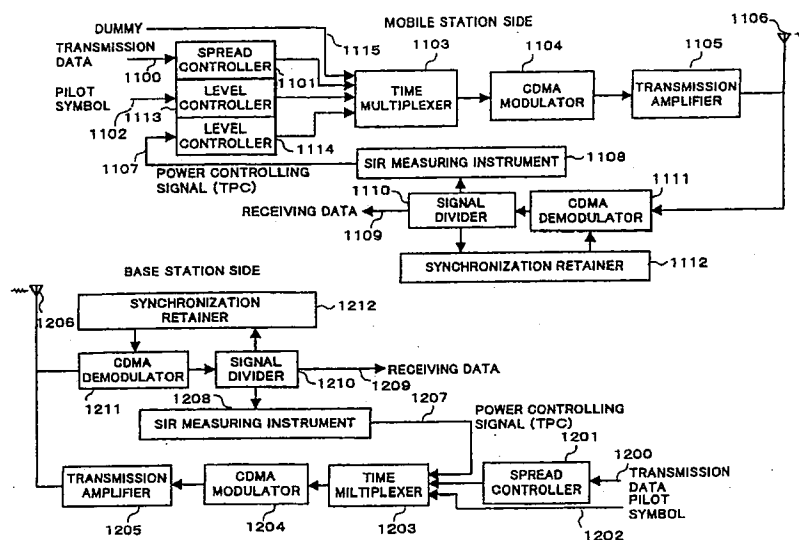 MOBILE STATION SIDE
1106
DUMMY
1115
1103
1104
1105
TRANSMISSION
DATA
1100
SPREAD
CONTROLLER
1101
TIME
MULTIPLEXER
CDMA
MODULATOR
TRANSMISSION
AMPLIFIER
PILOT
SYMBOL
1102
LEVEL
CONTROLLER
1113
LEVEL
CONTROLLER
1114
1107
POWER CONTROLLING
SIGNAL (TPC)
SIR MEASURING INSTRUMENT
1108
1110
1111
RECEIVING DATA
1109
SIGNAL
DIVIDER
CDMA
DEMODULATOR
SYNCHRONIZATION RETAINER
1112
BASE STATION SIDE
1206
SYNCHRONIZATION
RETAINER
1212
CDMA
DEMODULATOR
1211
SIGNAL
DIVIDER
1210
1209
RECEIVING DATA
1208
1207
SIR MEASURING INSTRUMENT
POWER CONTROLLING
SIGNAL (TPC)
1201
1200
TRANSMISSION
AMPLIFIER
1205
CDMA
MODULATOR
1204
TIME
MILTIPLEXER
1203
SPREAD
CONTROLLER
TRANSMISSION
DATA
PILOT
SYMBOL
1202